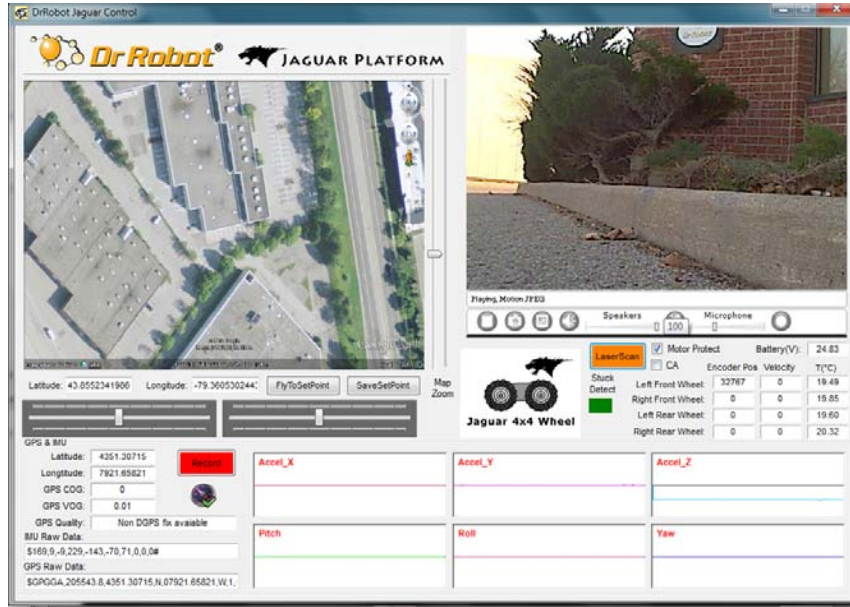 DrRobot Jaguar Control
Dr Robot®
JAGUAR PLATFORM
Playing, Motion JPEG
Speakers
100
Microphone
LaserScan
Motor Protect
Battery(V):
24.83
CA
Encoder Pos
Velocity
T(°C)
Stuck
Detect
Left Front Wheel:
32767
0
19.49
Right Front Wheel:
0
0
19.85
Left Rear Wheel:
0
0
19.60
Right Rear Wheel:
0
0
20.32
Jaguar 4x4 Wheel
Latitude:
43.8552341986
Longitude:
FlyToSetPoint
SaveSetPoint
Map
Zoom
GPS & IMU
Latitude:
4351.30715
Longtitude:
7921.65821
GPS COG:
0
GPS VOG:
0.01
GPS Quality:
Non DGPS fix avaiable
Record
IMU Raw Data:
$169,9,-9,229,-143,-70,71,0,0,0#
GPS Raw Data:
$GPGGA,205543.8,4351.30715,N,07921.65821,W,1,
Accel_X
Accel_Y
Accel_Z
Pitch
Roll
Yaw